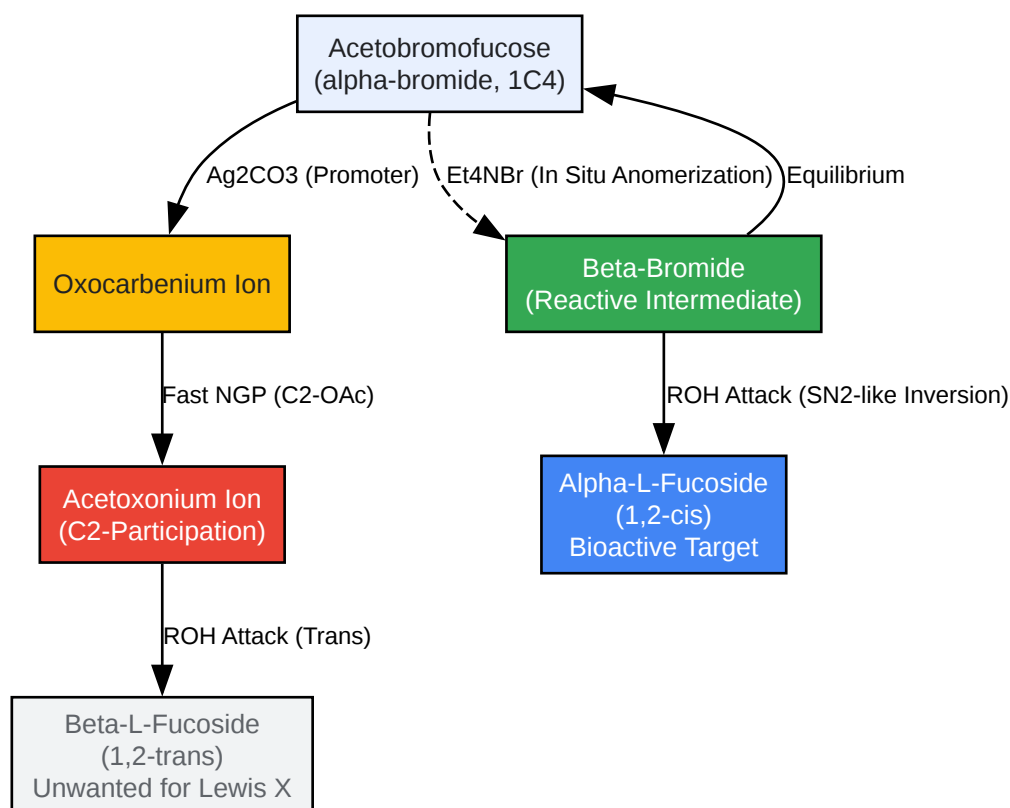 Acetobromofucose
(alpha-bromide, 1C4)
Ag2CO3 (Promoter)
Et4NBr (In Situ Anomerization)
Equilibrium
Oxocarbenium Ion
Beta-Bromide
(Reactive Intermediate)
Fast NGP (C2-OAc)
ROH Attack (SN2-like Inversion)
Acetoxonium Ion
(C2-Participation)
Alpha-L-Fucoside
(1,2-cis)
Bioactive Target
ROH Attack (Trans)
Beta-L-Fucoside
(1,2-trans)
Unwanted for Lewis X